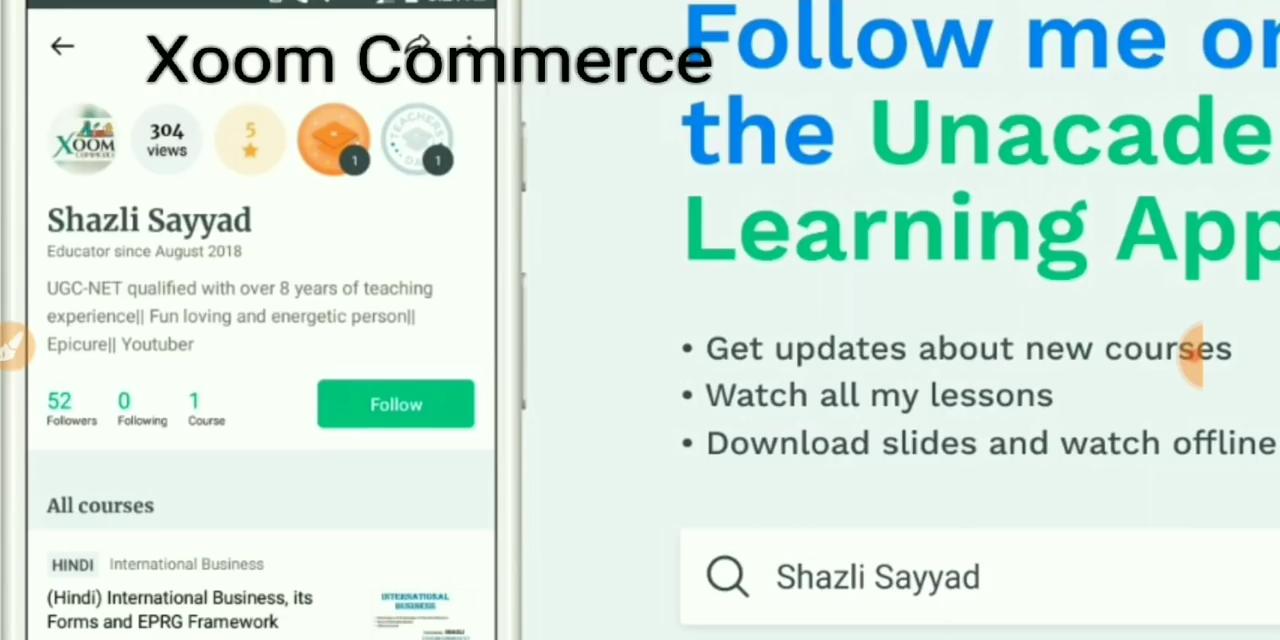 Xoom Commerce
XOOM
COMMERCE
304
views
5
1
TEACHERS
1
Shazli Sayyad
Educator since August 2018
UGC-NET qualified with over 8 years of teaching
experience|| Fun loving and energetic person||
Epicure|| Youtuber
52
Followers
0
Following
1
Course
Follow
All courses
HINDI International Business
(Hindi) International Business, its
Forms and EPRG Framework
INTERNATIONAL
BUSINESS
Follow me on
the Unacade
Learning App
• Get updates about new courses
• Watch all my lessons
• Download slides and watch offline
Shazli Sayyad